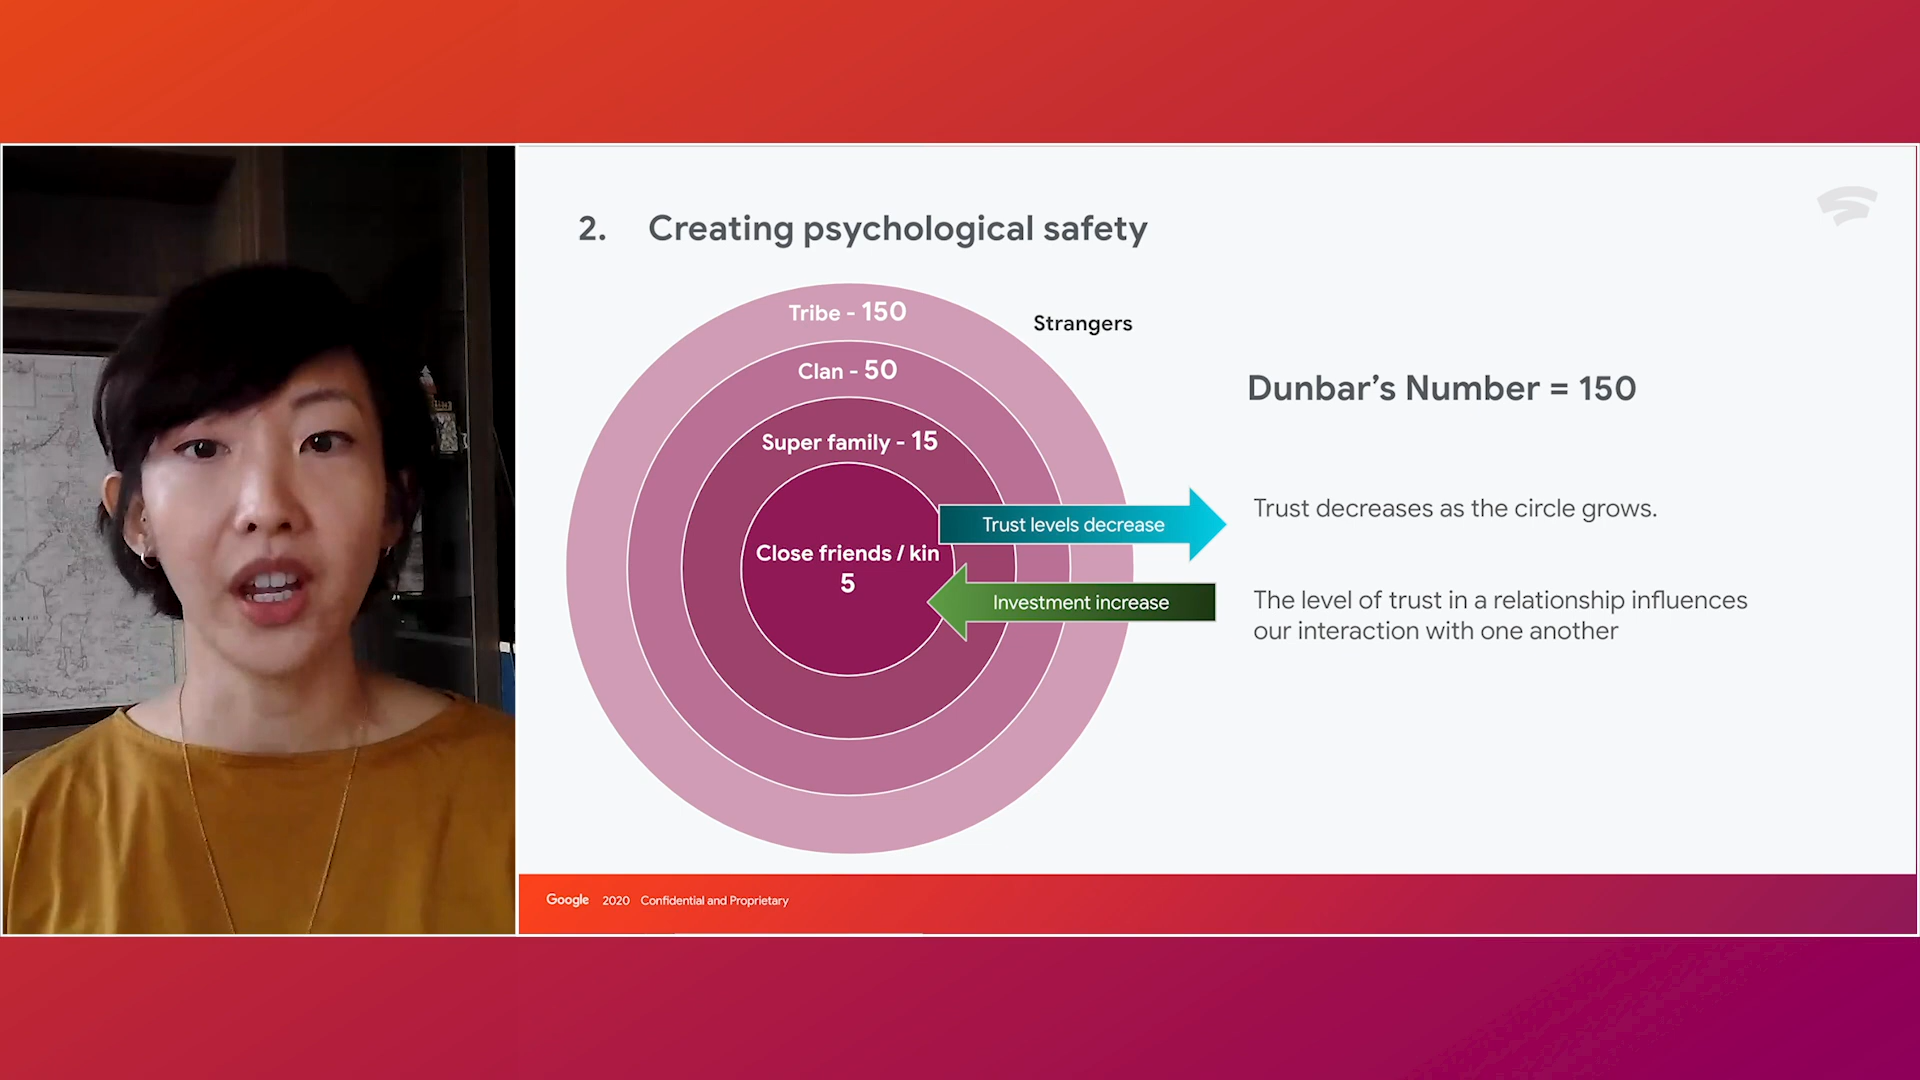 2. Creating psychological safety
Tribe - 150
Strangers
Clan - 50
Dunbar’s Number = 150
Super family - 15
Trust levels decrease
Trust decreases as the circle grows.
Close friends / kin
5
Investment increase
The level of trust in a relationship influences
our interaction with one another
Google 2020 Confidential and Proprietary